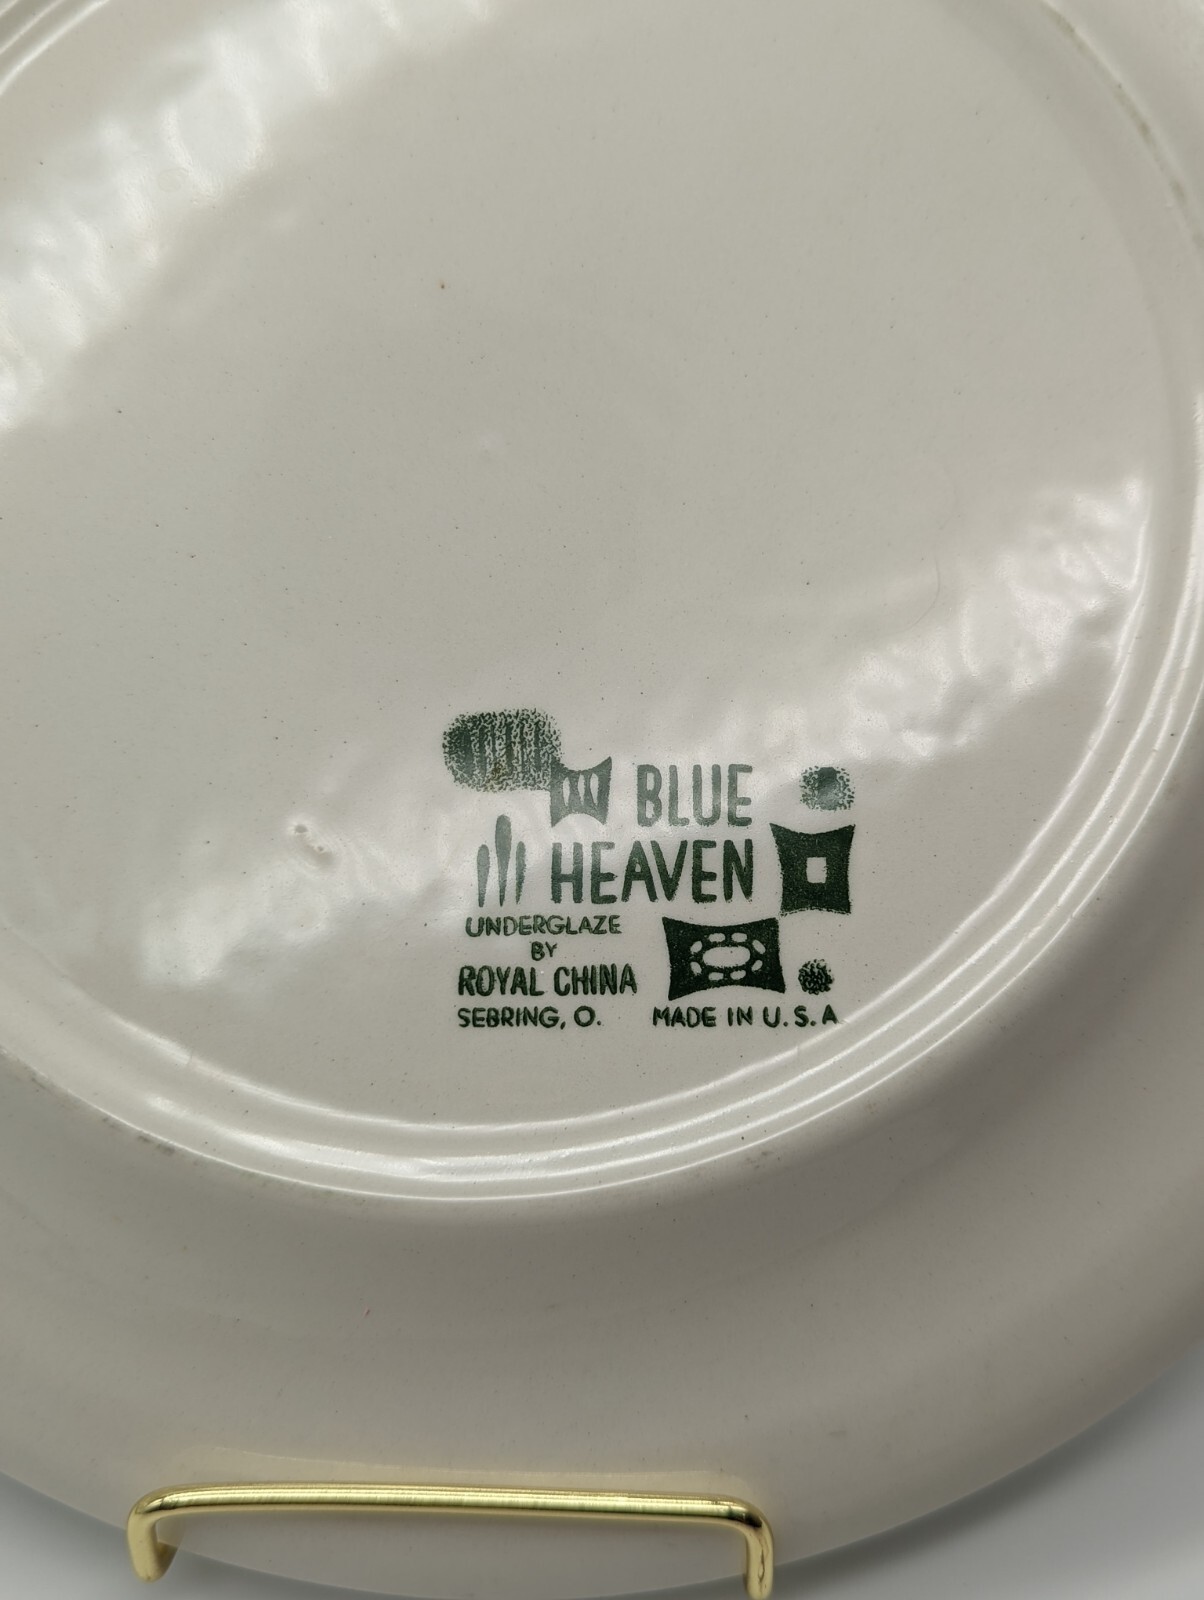 BLUE
HEAVEN
UNDERGLAZE
BY
ROYAL CHINA
SEBRING, O. MADE IN U.S.A